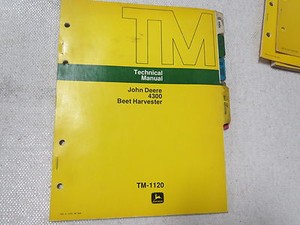 TM
Technical
Manual
John Deere
4300
Beet Harvester
TM-1120